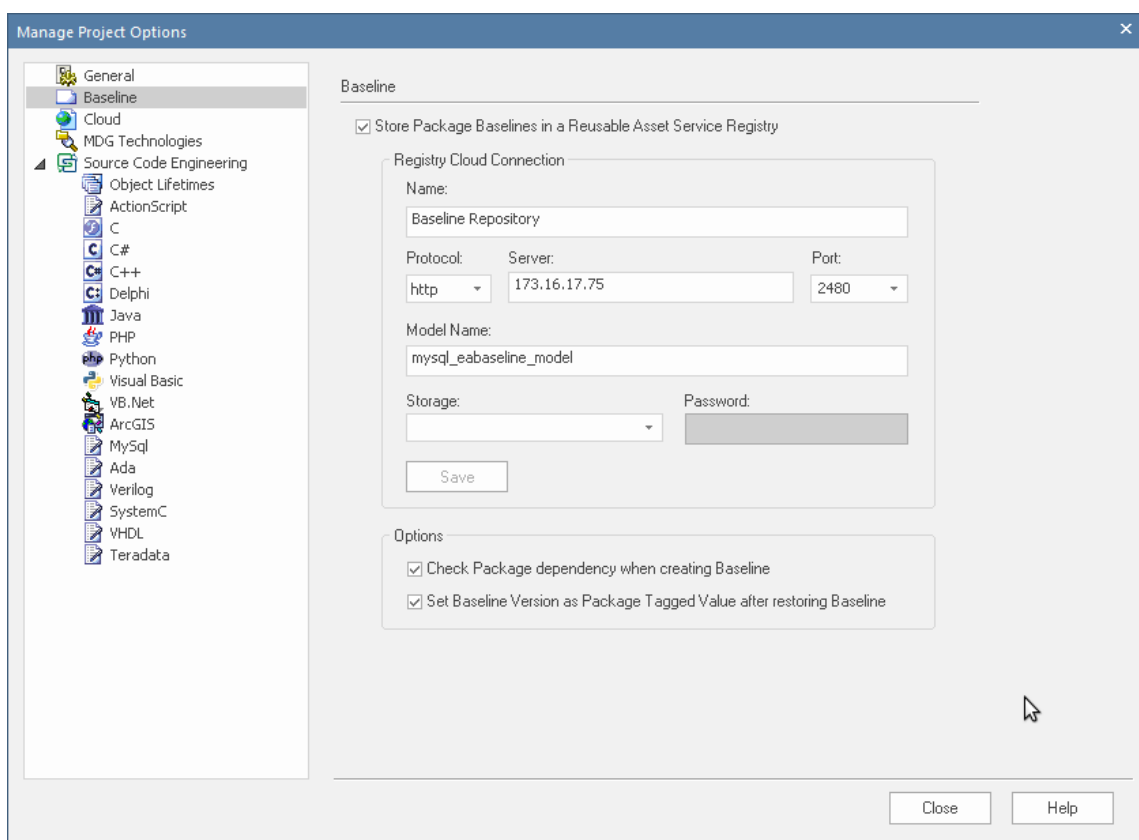 Manage Project Options
General
Baseline
Cloud
MDG Technologies
Source Code Engineering
Object Lifetimes
ActionScript
C
C#
C++
Delphi
Java
PHP
Python
Visual Basic
VB.Net
ArcGIS
MySql
Ada
Verilog
SystemC
VHDL
Teradata
Baseline
Store Package Baselines in a Reusable Asset Service Registry
Registry Cloud Connection
Name:
Baseline Repository
Protocol: Server: Port:
http 173.16.17.75 2480
Model Name:
mysql_eabaseline_model
Storage: Password:
Save
Options
Check Package dependency when creating Baseline
Set Baseline Version as Package Tagged Value after restoring Baseline
Close Help